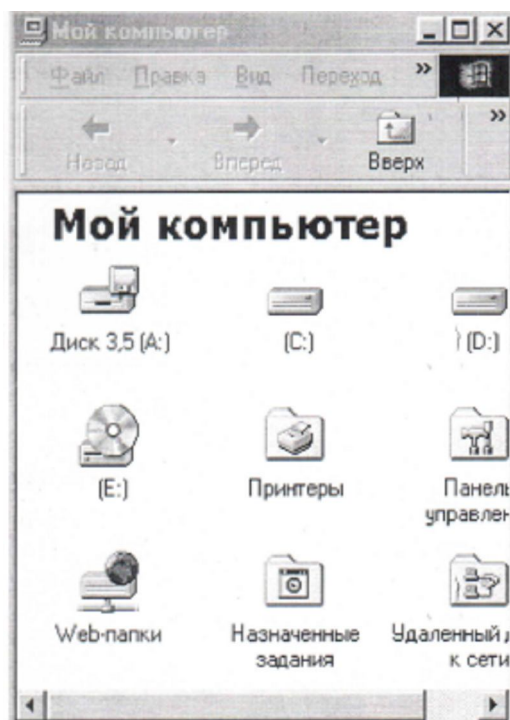 Мой компьютер
Файл Правка Вид Переход »
Назад Вперед Вверх »
Мой компьютер
Диск 3,5 (A:) (C:) (D:)
(E:) Принтеры Панель
управлен
Web-папки Назначенные Удаленный д
задания к сети